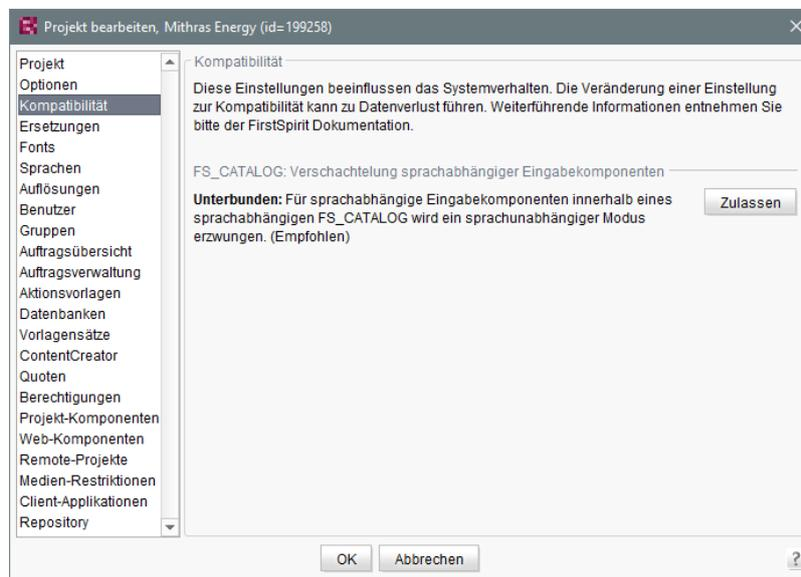 Projekt bearbeiten, Mithras Energy (id=199258)
Projekt
Optionen
Kompatibilität
Ersetzungen
Fonts
Sprachen
Auflösungen
Benutzer
Gruppen
Auftragsübersicht
Auftragsverwaltung
Aktionsvorlagen
Datenbanken
Vorlagensätze
ContentCreator
Quoten
Berechtigungen
Projekt-Komponenten
Web-Komponenten
Remote-Projekte
Medien-Restriktionen
Client-Applikationen
Repository
Kompatibilität
Diese Einstellungen beeinflussen das Systemverhalten. Die Veränderung einer Einstellung
zur Kompatibilität kann zu Datenverlust führen. Weiterführende Informationen entnehmen Sie
bitte der FirstSpirit Dokumentation.
FS_CATALOG: Verschachtelung sprachabhängiger Eingabekomponenten
Unterbunden: Für sprachabhängige Eingabekomponenten innerhalb eines
sprachabhängigen FS_CATALOG wird ein sprachunabhängiger Modus
erzwungen. (Empfohlen)
Zulassen
OK
Abbrechen
?